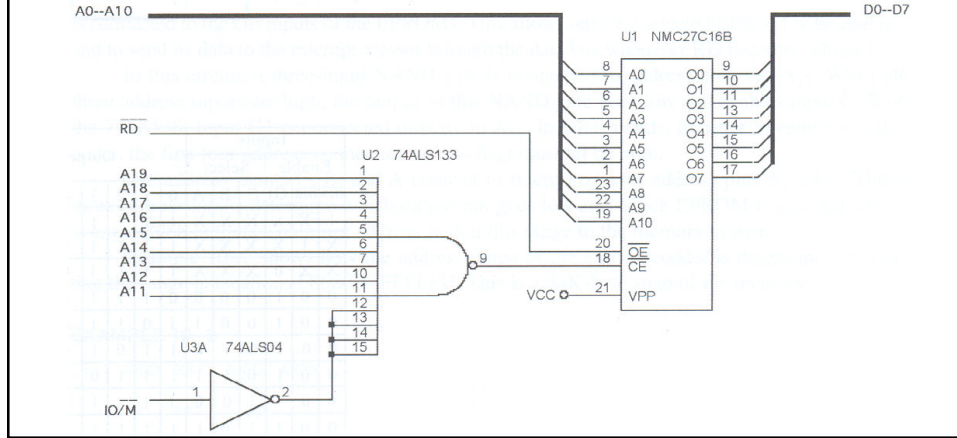 A0--A10
D0--D7
U1 NMC27C16B
8 A0 O0 9
7 A1 O1 10
6 A2 O2 11
5 A3 O3 13
4 A4 O4 14
3 A5 O5 15
2 A6 O6 16
1 A7 O7 17
23 A8
22 A9
19 A10
20 OE
18 CE
VCC 21 VPP
RD
U2 74ALS133
A19 1
A18 2
A17 3
A16 4
A15 5
A14 6
A13 7
A12 10
A11 11
12
13
14
15
9
U3A 74ALS04
IO/M 1 2